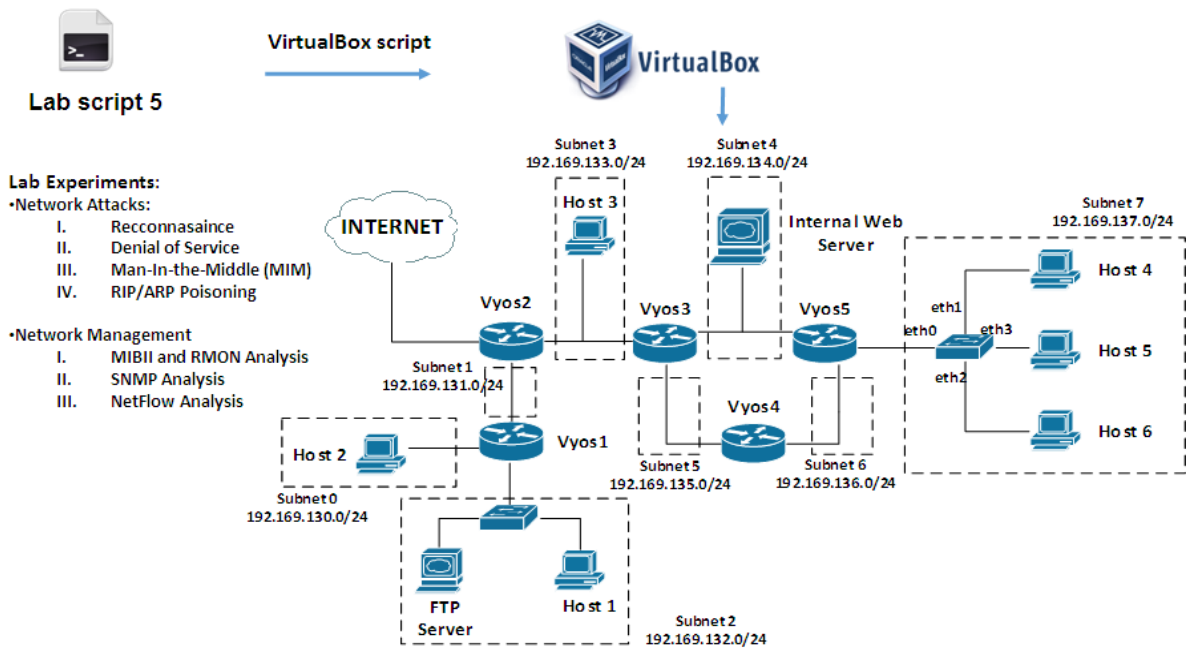 VirtualBox script
>_
Lab script 5
ORACLE
VirtualBox
VirtualBox
Lab Experiments:
•Network Attacks:
I. Recconnasaince
II. Denial of Service
III. Man-In-the-Middle (MIM)
IV. RIP/ARP Poisoning
•Network Management
I. MIBII and RMON Analysis
II. SNMP Analysis
III. NetFlow Analysis
INTERNET
Subnet 3
192.169.133.0/24
Host 3
Subnet 4
192.169.134.0/24
Internal Web
Server
Subnet 7
192.169.137.0/24
Vyos2
Vyos3
Vyos5
eth0
eth1
eth3
eth2
Host 4
Host 5
Host 6
Subnet 1
192.169.131.0/24
Vyos4
Vyos1
Host 2
Subnet 0
192.169.130.0/24
Subnet 5
192.169.135.0/24
Subnet 6
192.169.136.0/24
FTP
Server
Host 1
Subnet 2
192.169.132.0/24